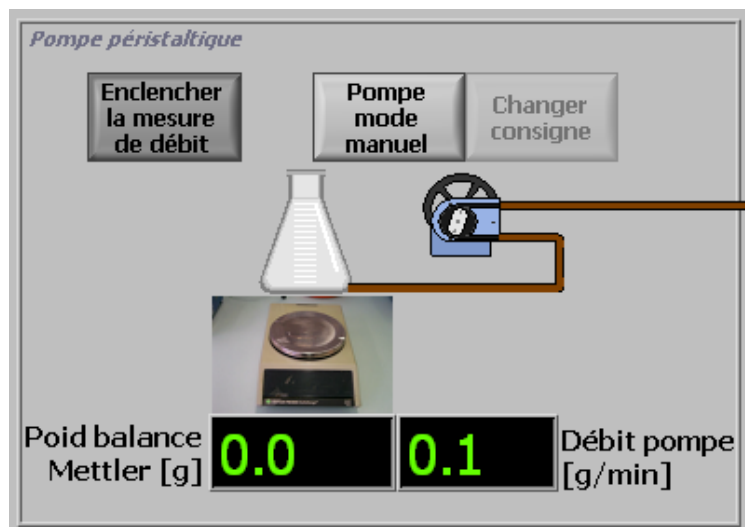 Pompe péristaltique
Enclencher
la mesure
de débit
Pompe
mode
manuel
Changer
consigne
Poid balance
Mettler [g]
0.0
0.1
Débit pompe
[g/min]